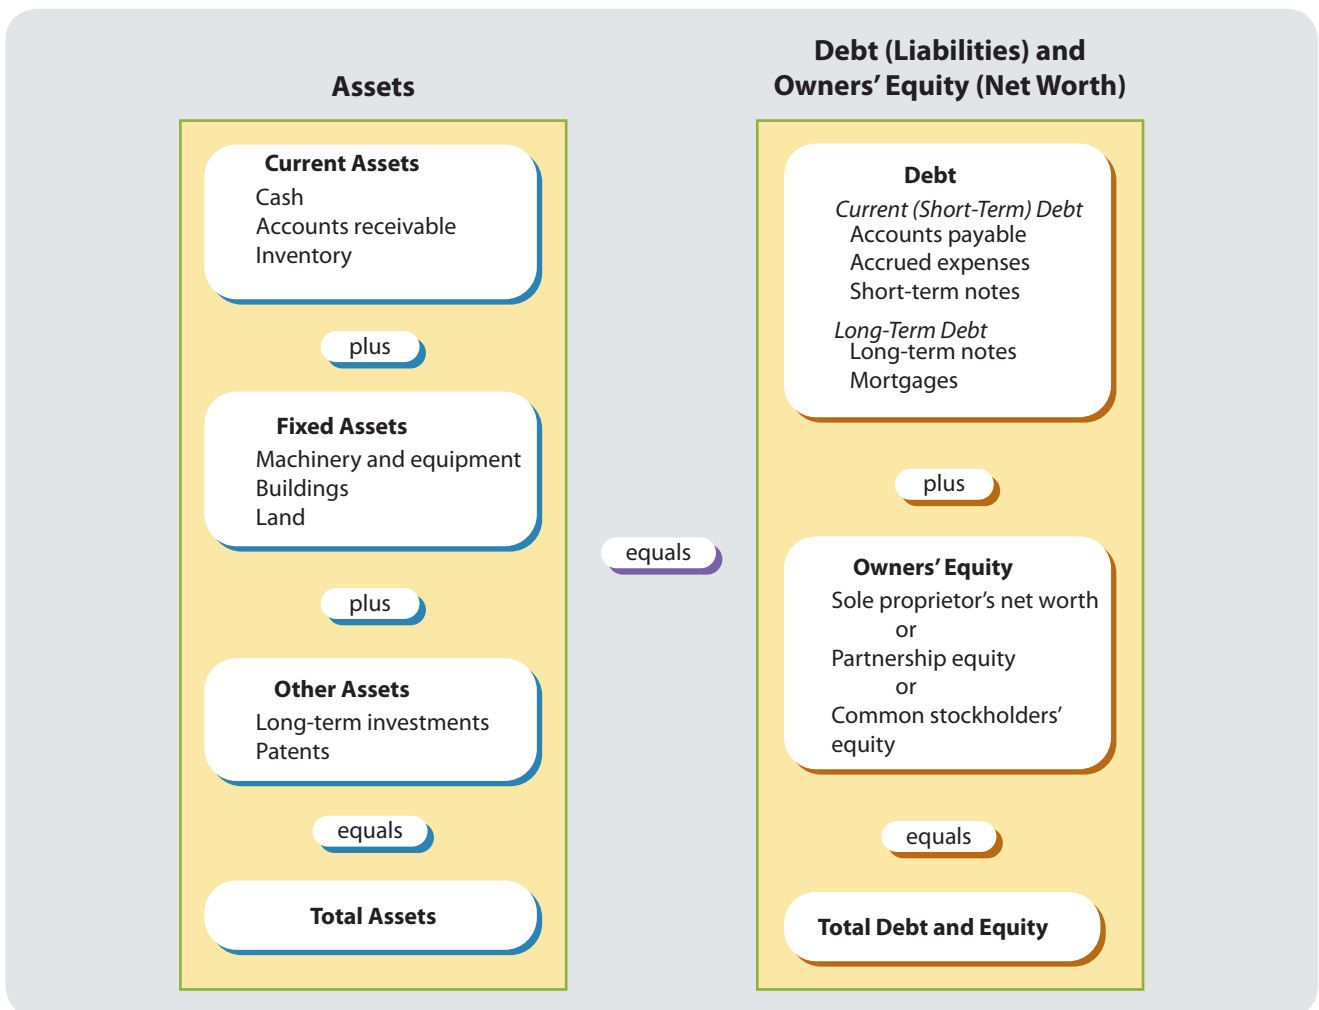 Assets
Current Assets
Cash
Accounts receivable
Inventory
plus
Fixed Assets
Machinery and equipment
Buildings
Land
plus
Other Assets
Long-term investments
Patents
equals
Total Assets
equals
Debt (Liabilities) and
Owners’ Equity (Net Worth)
Debt
Current (Short-Term) Debt
Accounts payable
Accrued expenses
Short-term notes
Long-Term Debt
Long-term notes
Mortgages
plus
Owners’ Equity
Sole proprietor’s net worth
or
Partnership equity
or
Common stockholders’
equity
equals
Total Debt and Equity